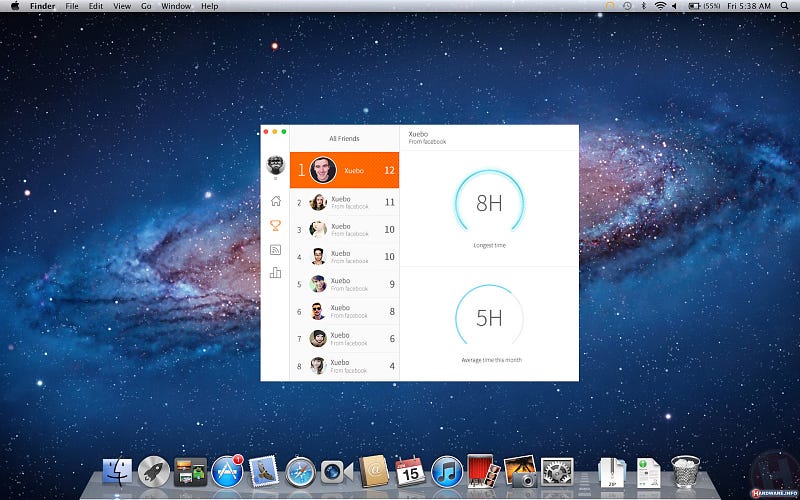 Finder File Edit View Go Window Help
(55%) Fri 5:38 AM
All Friends
Xuebo
From facebook
1 Xuebo 12
2 Xuebo 11
From facebook
3 Xuebo 10
From facebook
4 Xuebo 10
From facebook
5 Xuebo 9
From facebook
6 Xuebo 8
From facebook
7 Xuebo 6
From facebook
8 Xuebo 4
From facebook
8H
Longest time
5H
Average time this month
1
15
ZIP
HARDWARE.INFO